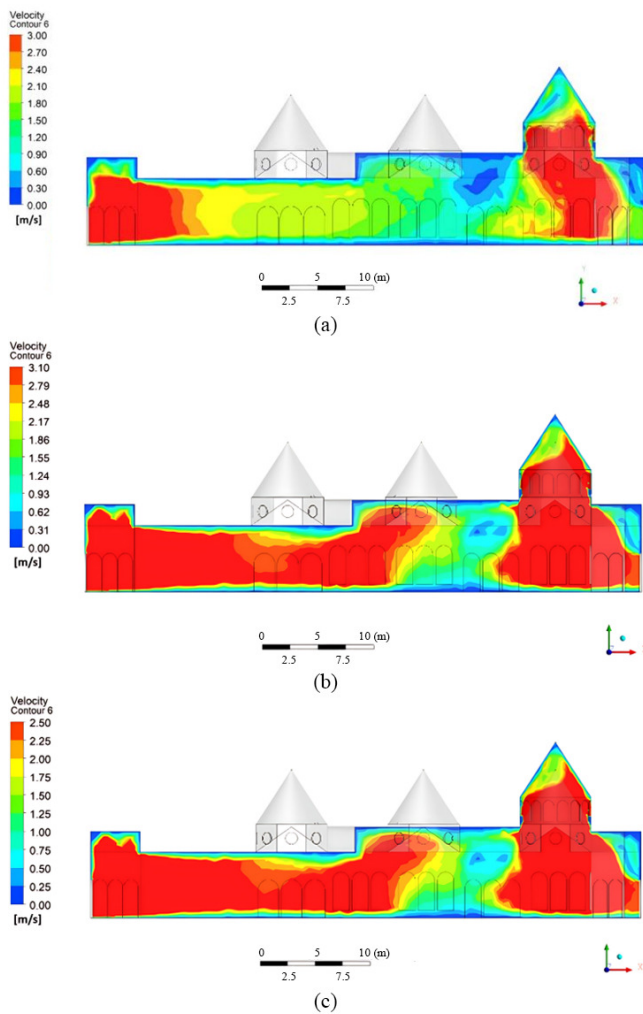 Velocity
Contour 6
3.00
2.70
2.40
2.10
1.80
1.50
1.20
0.90
0.60
0.30
0.00
[m/s]
0 5 10 (m)
2.5 7.5
Y
X
(a)
Velocity
Contour 6
3.10
2.79
2.48
2.17
1.86
1.55
1.24
0.93
0.62
0.31
0.00
[m/s]
0 5 10 (m)
2.5 7.5
(b)
Velocity
Contour 6
2.50
2.25
2.00
1.75
1.50
1.25
1.00
0.75
0.50
0.25
0.00
[m/s]
0 5 10 (m)
2.5 7.5
X
(c)